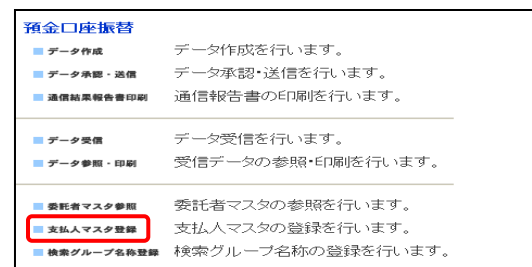 預金口座振替
データ作成 データ作成を行います。
データ承認・送信 データ承認・送信を行います。
通信結果報告書印刷 通信報告書の印刷を行います。
データ受信 データ受信を行います。
データ参照・印刷 受信データの参照・印刷を行います。
委託者マスタ参照 委託者マスタの参照を行います。
支払人マスタ登録 支払人マスタの登録を行います。
検索グループ名称登録 検索グループ名称の登録を行います。